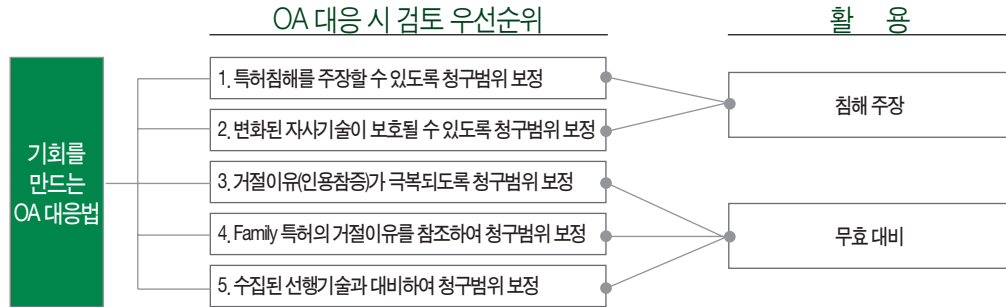 OA 대응 시 검토 우선순위
활 용
기회를
만드는
OA 대응법
1. 특허침해를 주장할 수 있도록 청구범위 보정
2. 변화된 자사기술이 보호될 수 있도록 청구범위 보정
3. 거절이유(인용참증)가 극복되도록 청구범위 보정
4. Family 특허의 거절이유를 참조하여 청구범위 보정
5. 수집된 선행기술과 대비하여 청구범위 보정
침해 주장
무효 대비